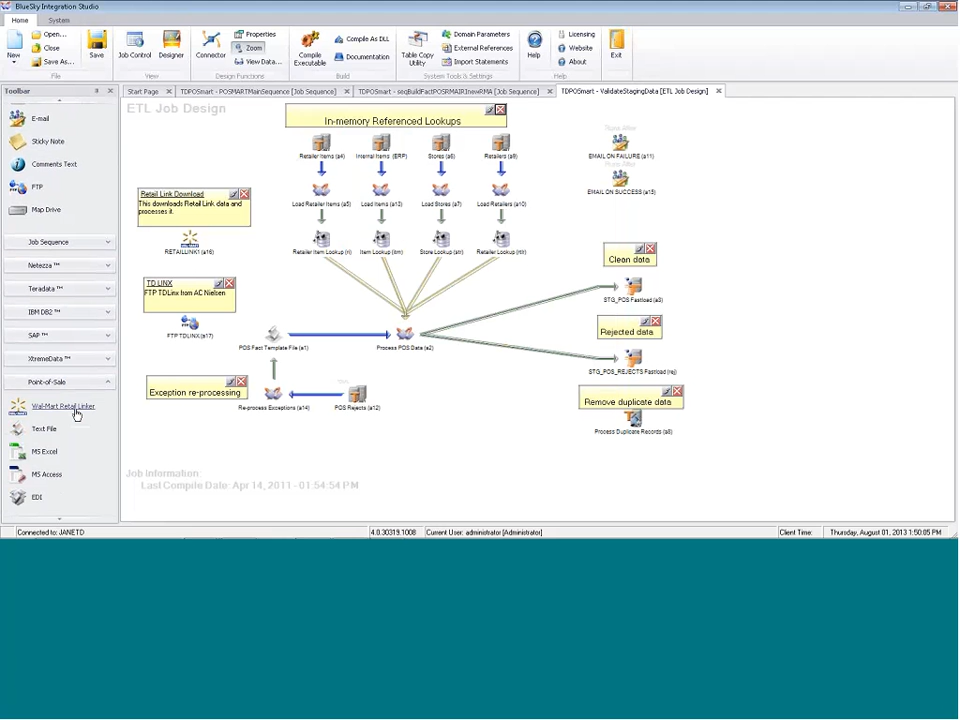 BlueSky Integration Studio
Home System
New
Open...
Close
Save As...
Save
File
Job Control
Designer
View
Connector
Properties
Zoom
View Data...
Design Functions
Compile Executable
Compile As DLL
Documentation
Build
Table Copy Utility
Domain Parameters
External References
Import Statements
System Tools & Settings
Help
Licensing
Website
About
Help
Exit
Toolbar
Start Page
TDPOSmart - POSMARTMainSequence [Job Sequence]
TDPOSmart - seqBuildFactPOSRMAIRJnewRMA [Job Sequence]
TDPOSmart - ValidateStagingData [ETL Job Design]
E-mail
Sticky Note
Comments Text
FTP
Map Drive
Job Sequence
Netezza ™
Teradata ™
IBM DB2 ™
SAP ™
XtremeData ™
Point-of-Sale
Wal-Mart Retail Linker
Text File
MS Excel
MS Access
EDI
ETL Job Design
In-memory Referenced Lookups
Retailer Items (a4)
Internal Items (ERP)
Stores (a6)
Retailers (a9)
Load Retailer Items (a5)
Load Items (a13)
Load Stores (a7)
Load Retailers (a10)
Retailer Item Lookup (ri)
Item Lookup (itm)
Store Lookup (str)
Retailer Lookup (rtlr)
EMAIL ON FAILURE (a11)
EMAIL ON SUCCESS (a15)
Retail Link Download
This downloads Retail Link data and
processes it.
RETAILLINK1 (a16)
TD LINX
FTP TDLinx from AC Nielsen
FTP TDLINX (a17)
POS Fact Template File (a1)
Process POS Data (a2)
Clean data
STG_POS Fastload (a3)
Rejected data
STG_POS_REJECTS Fastload (rej)
Exception re-processing
Re-process Exceptions (a14)
POS Rejects (a12)
Remove duplicate data
Process Duplicate Records (a8)
Job Information:
Last Compile Date: Apr 14, 2011 - 01:54:54 PM
Connected to: JANETD
4.0.30319.1008
Current User: administrator [Administrator]
Client Time:
Thursday, August 01, 2013 1:50:05 PM